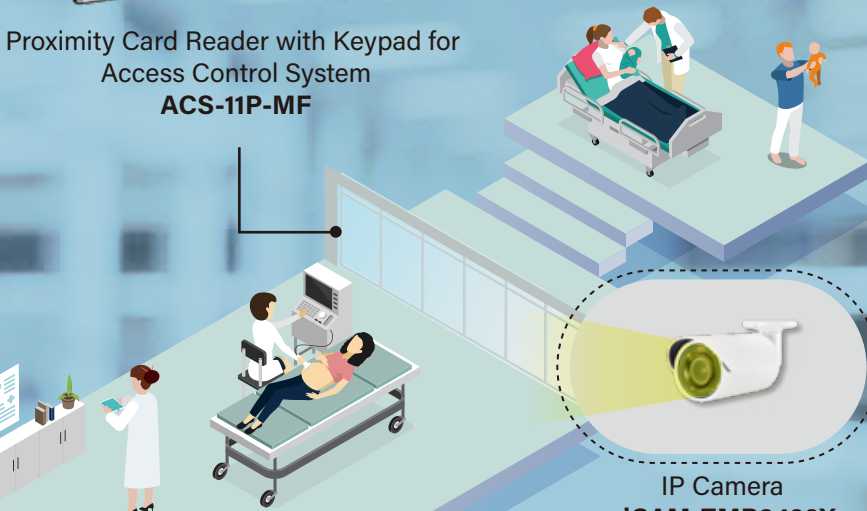 Proximity Card Reader with Keypad for
Access Control System
ACS-11P-MF
IP Camera